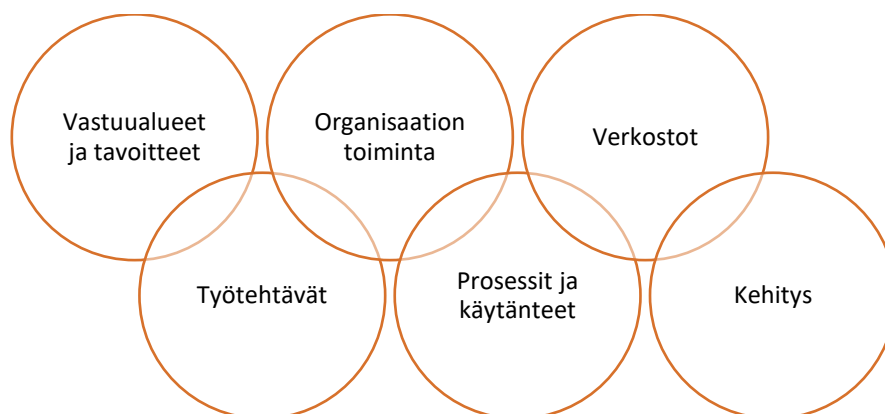 Vastuualueet
ja tavoitteet
Organisaation
toiminta
Verkostot
Työtehtävät
Prosessit ja
käytänteet
Kehitys